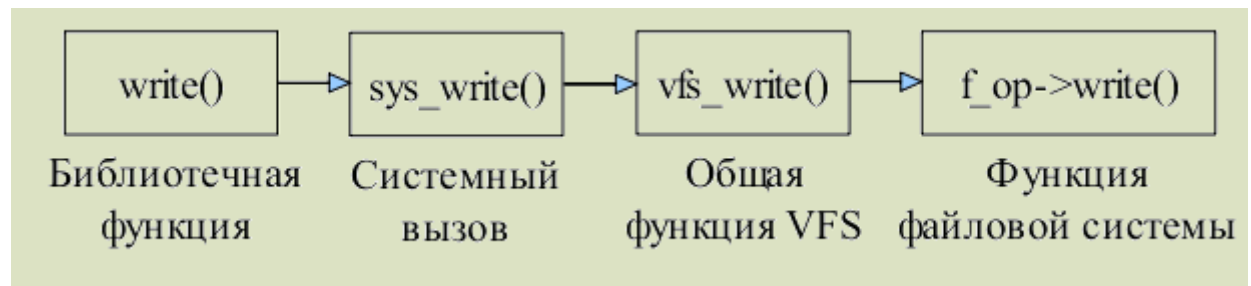 write() sys_write() vfs_write() f_op->write()
Библиотечная Системный Общая Функция
функция вызов функция VFS файловой системы